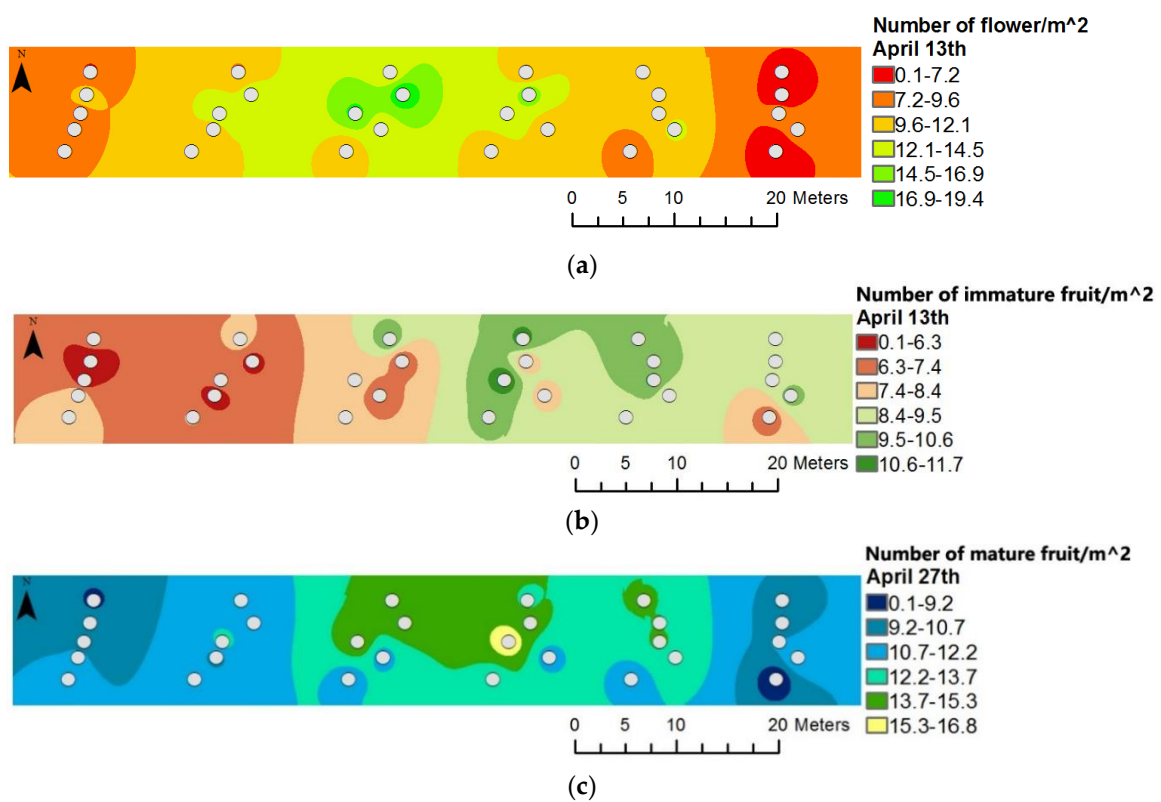 Number of flower/m^2
April 13th
N
0.1-7.2
7.2-9.6
9.6-12.1
12.1-14.5
14.5-16.9
16.9-19.4
0 5 10 20 Meters
(a)
Number of immature fruit/m^2
April 13th
N
0.1-6.3
6.3-7.4
7.4-8.4
8.4-9.5
9.5-10.6
10.6-11.7
0 5 10 20 Meters
(b)
Number of mature fruit/m^2
April 27th
N
0.1-9.2
9.2-10.7
10.7-12.2
12.2-13.7
13.7-15.3
15.3-16.8
0 5 10 20 Meters
(c)